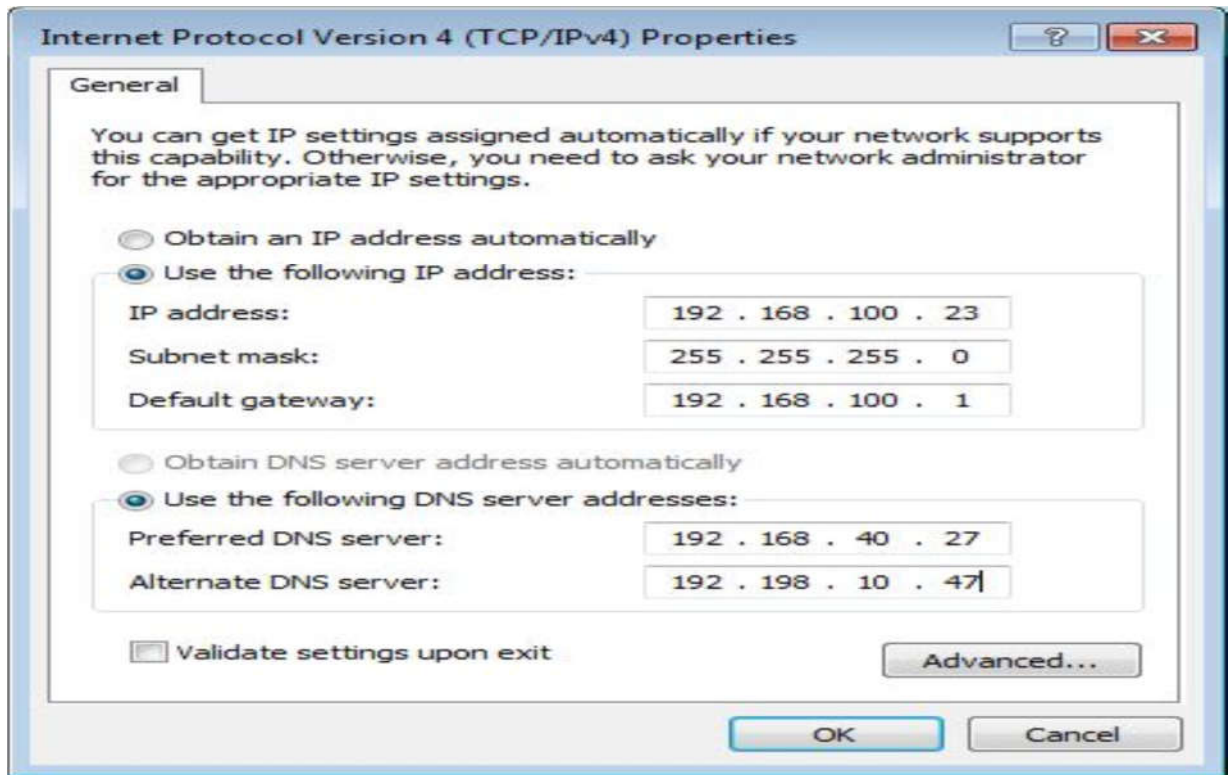 Internet Protocol Version 4 (TCP/IPv4) Properties
General
You can get IP settings assigned automatically if your network supports
this capability. Otherwise, you need to ask your network administrator
for the appropriate IP settings.
Obtain an IP address automatically
Use the following IP address:
IP address: 192 . 168 . 100 . 23
Subnet mask: 255 . 255 . 255 . 0
Default gateway: 192 . 168 . 100 . 1
Obtain DNS server address automatically
Use the following DNS server addresses:
Preferred DNS server: 192 . 168 . 40 . 27
Alternate DNS server: 192 . 198 . 10 . 47
Validate settings upon exit
Advanced...
OK Cancel